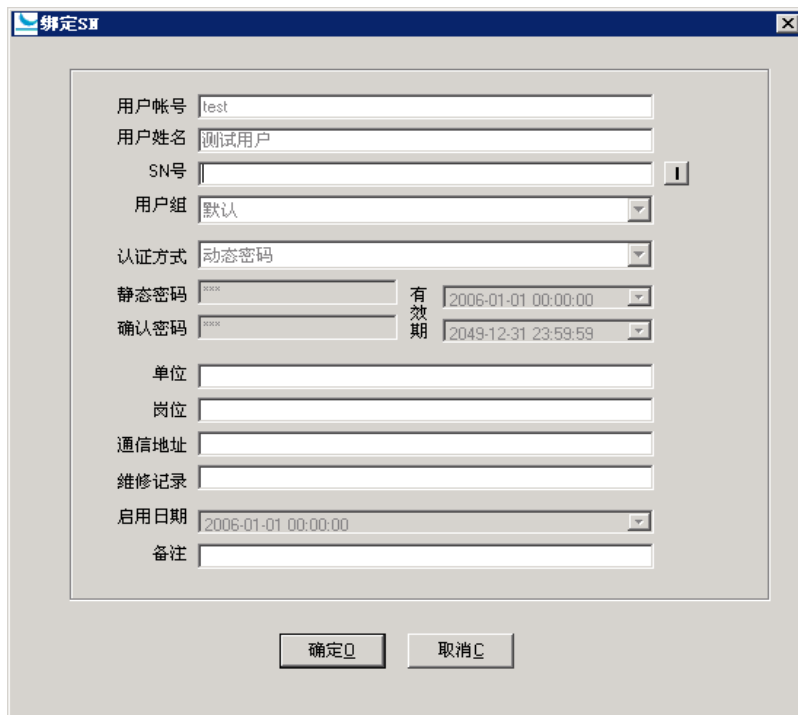 绑定SN
用户帐号 test
用户姓名 测试用户
SN号 I
用户组 默认
认证方式 动态密码
静态密码 *** 有效期 2006-01-01 00:00:00
确认密码 *** 2049-12-31 23:59:59
单位
岗位
通信地址
维修记录
启用日期 2006-01-01 00:00:00
备注
确定O 取消C